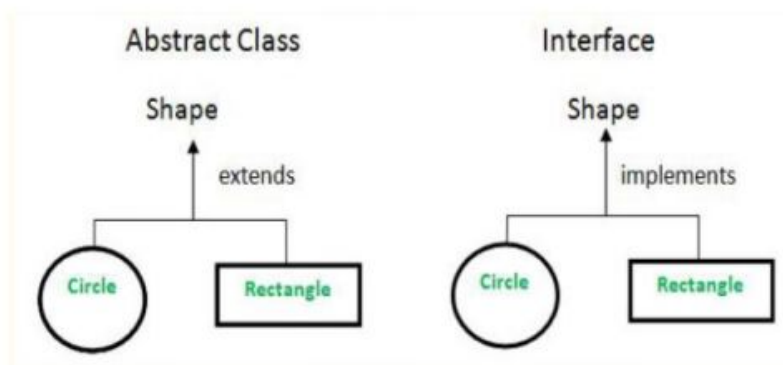 Abstract Class
Shape
extends
Circle
Rectangle
Interface
Shape
implements
Circle
Rectangle